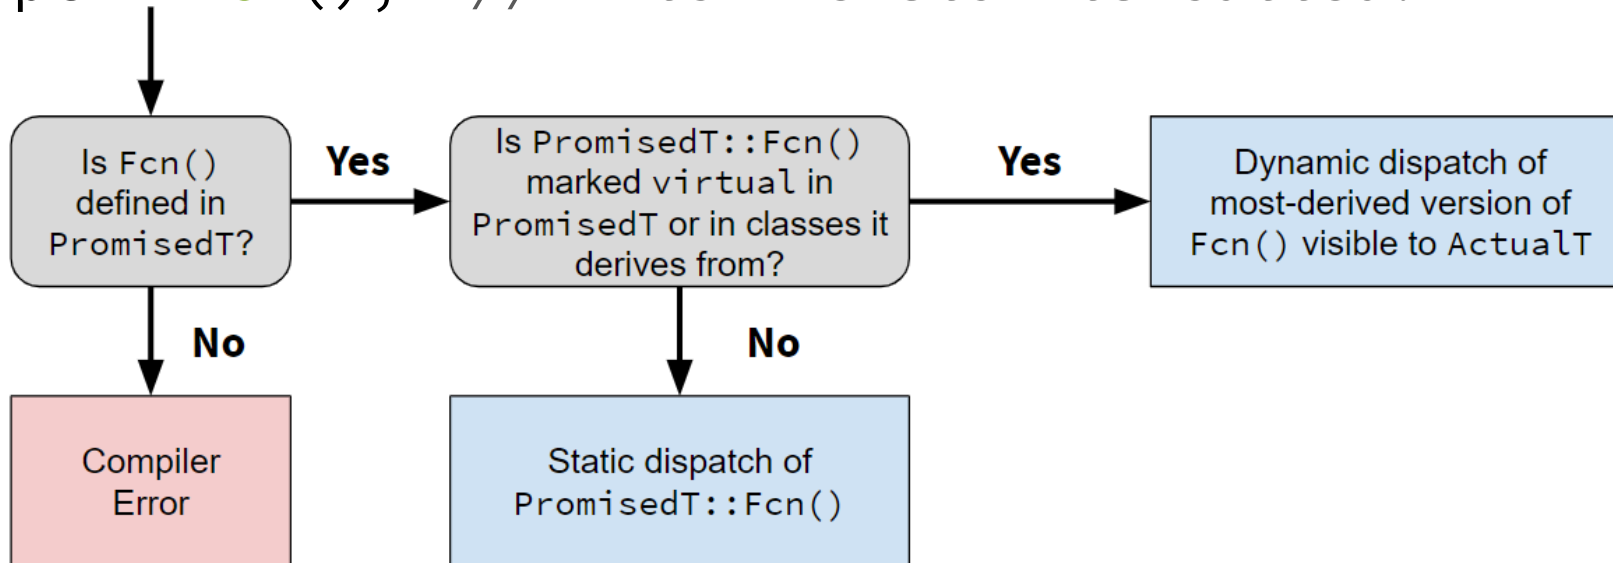 Is Fcn()
defined in
PromisedT?
Yes
Is PromisedT::Fcn()
marked virtual in
PromisedT or in classes it
derives from?
Yes
Dynamic dispatch of
most-derived version of
Fcn() visible to ActualT
No
No
Compiler
Error
Static dispatch of
PromisedT::Fcn()